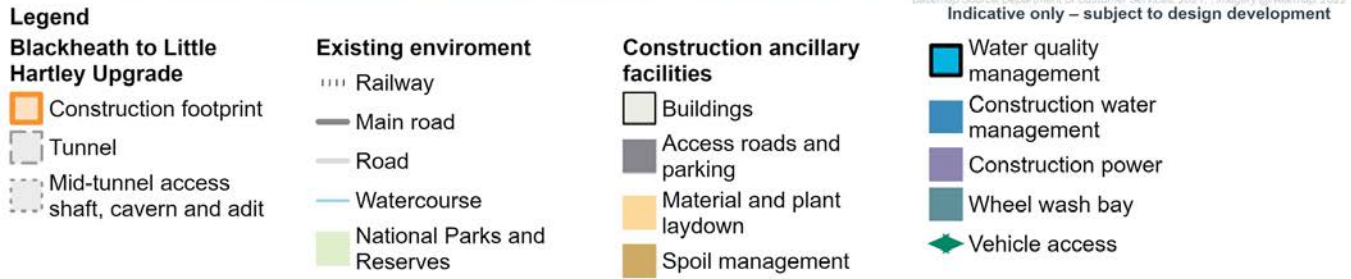 Legend
Indicative only – subject to design development
Blackheath to Little
Hartley Upgrade
Construction footprint
Tunnel
Mid-tunnel access
shaft, cavern and adit
Existing enviroment
Railway
Main road
Road
Watercourse
National Parks and
Reserves
Construction ancillary
facilities
Buildings
Access roads and
parking
Material and plant
laydown
Spoil management
Water quality
management
Construction water
management
Construction power
Wheel wash bay
Vehicle access